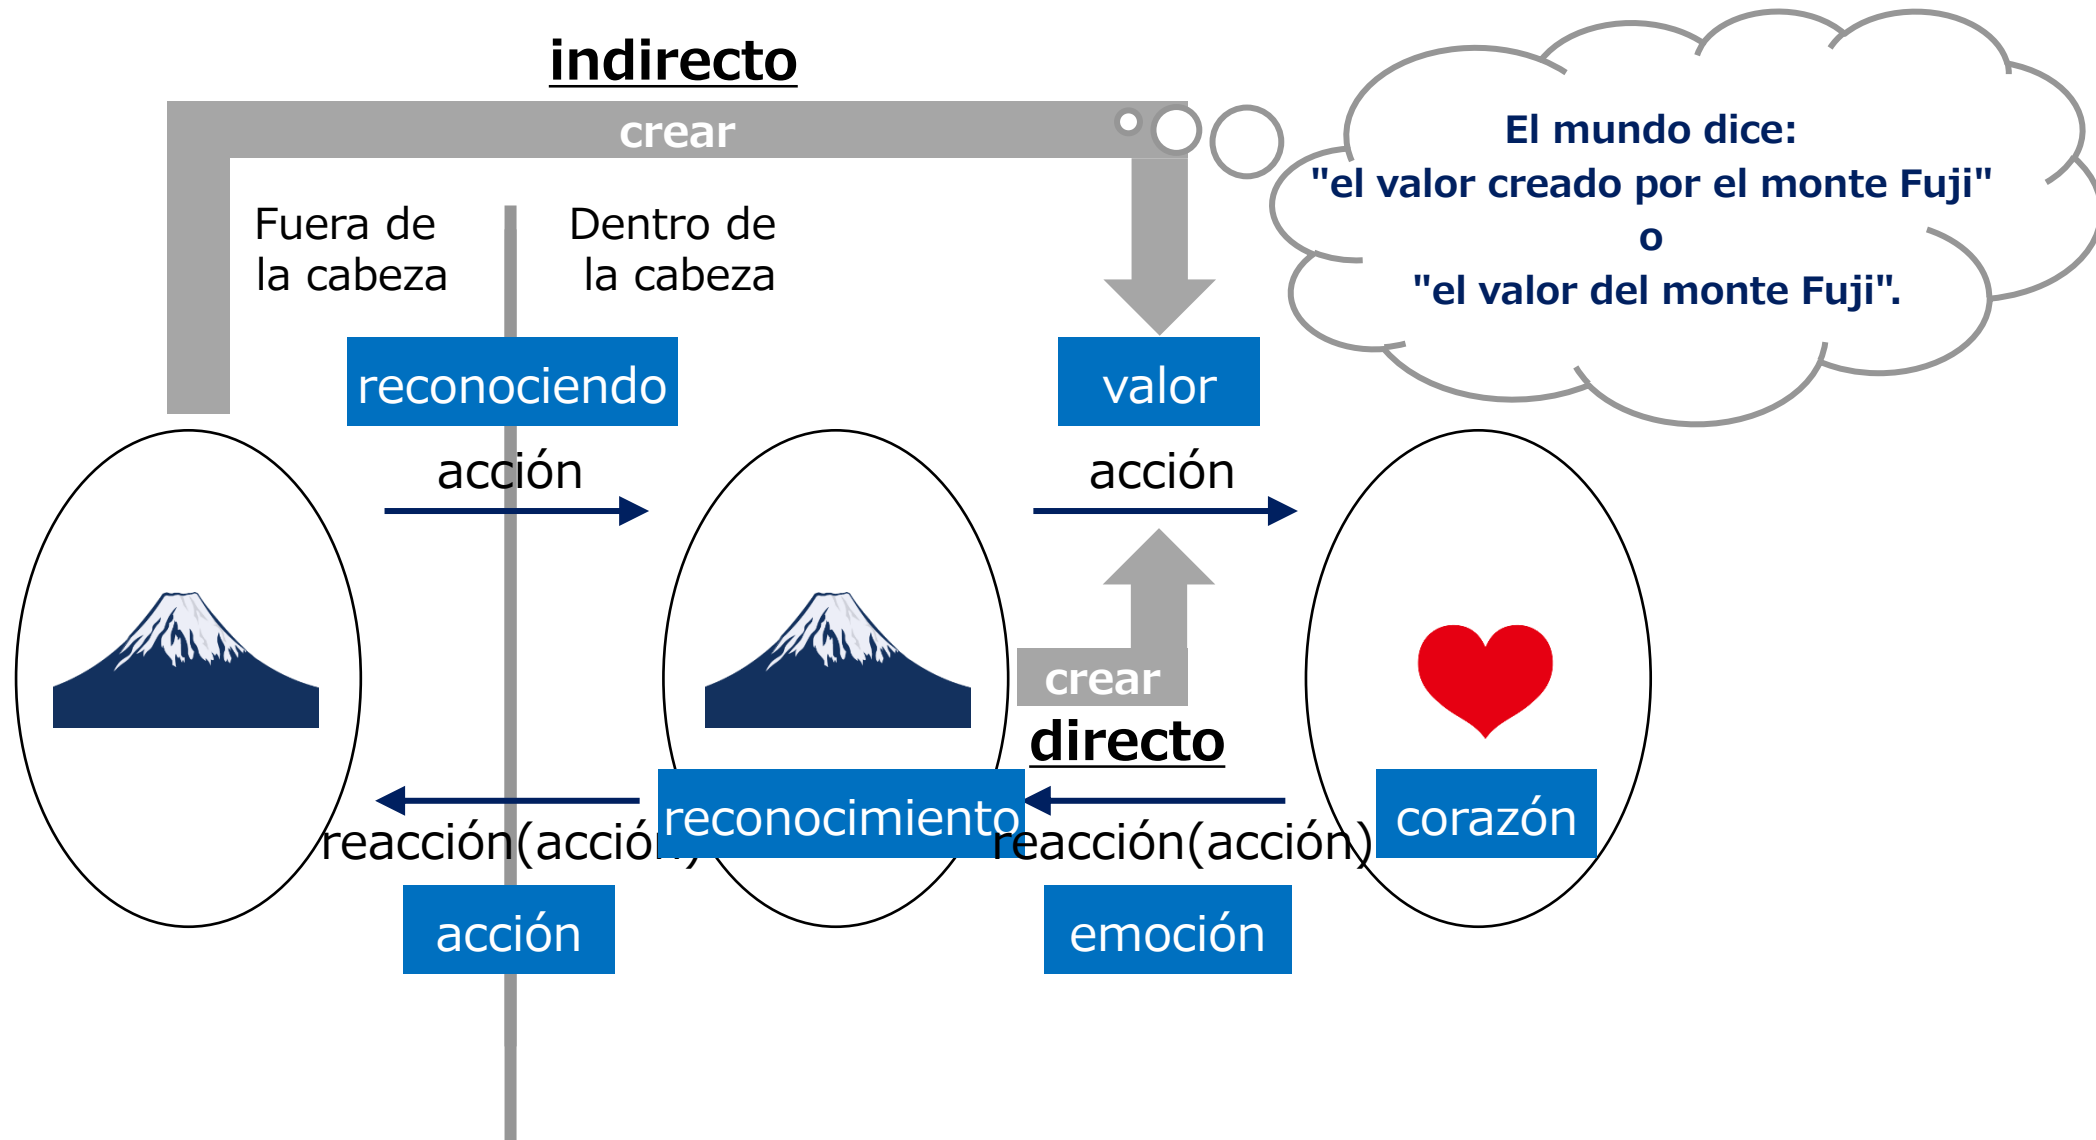 indirecto
crear
El mundo dice:
"el valor creado por el monte Fuji"
o
"el valor del monte Fuji".
Fuera de
la cabeza
Dentro de
la cabeza
reconociendo
valor
acción
acción
crear
directo
reconocimiento
corazón
reacción(acción)
reacción(acción)
acción
emoción